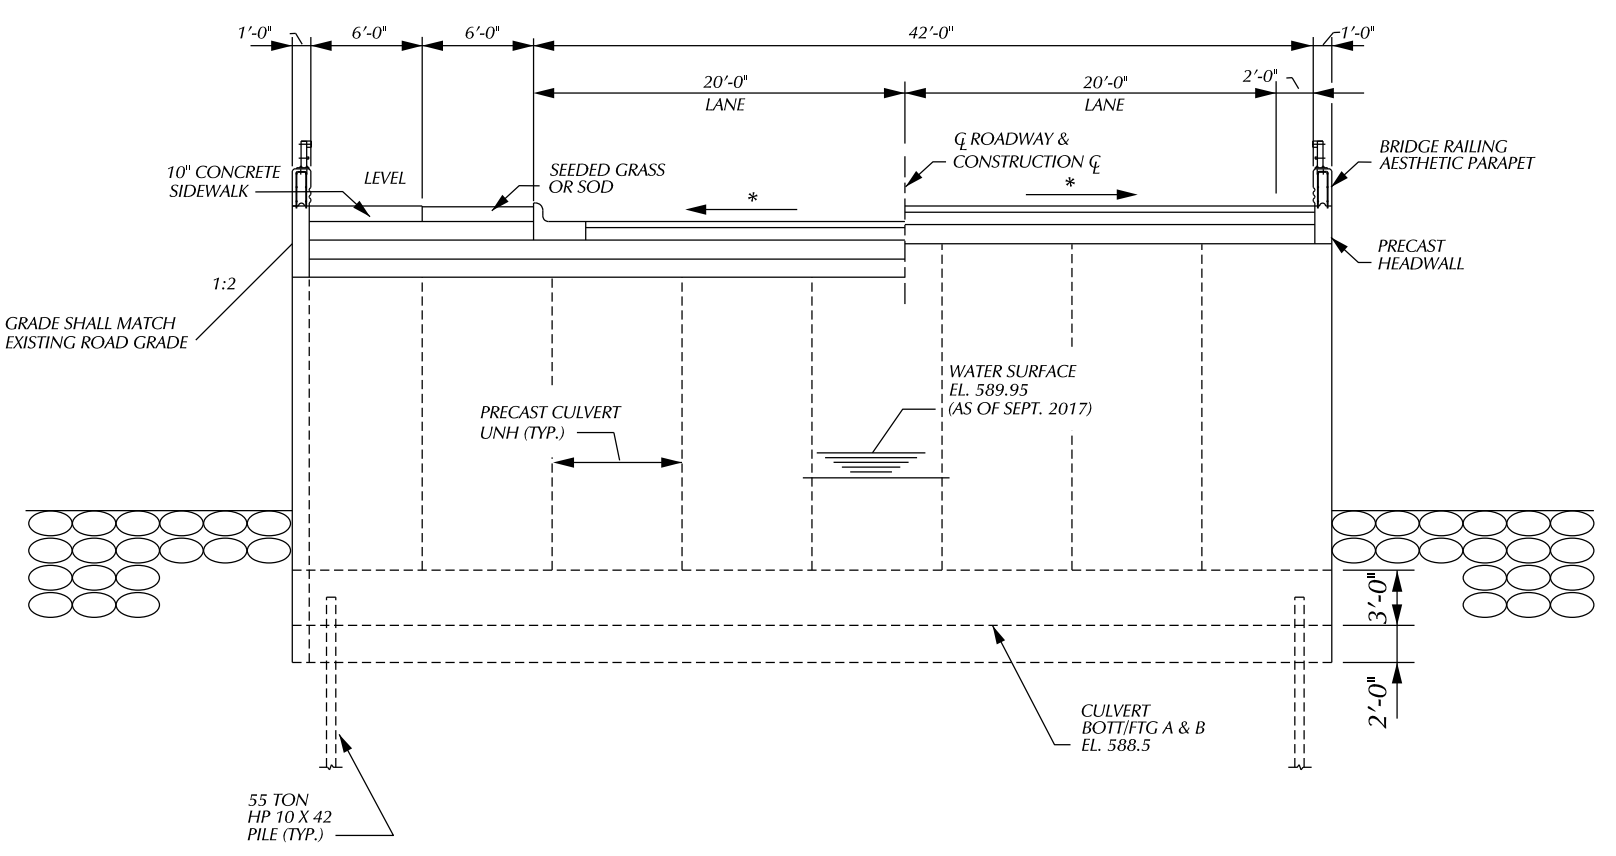 1'-0" 6'-0" 6'-0" 42'-0" 1'-0"
20'-0" 20'-0" 2'-0"
LANE LANE
℄ ROADWAY &
CONSTRUCTION ℄
BRIDGE RAILING
AESTHETIC PARAPET
10" CONCRETE
SIDEWALK
LEVEL
SEEDED GRASS
OR SOD
*
*
PRECAST
HEADWALL
1:2
GRADE SHALL MATCH
EXISTING ROAD GRADE
WATER SURFACE
EL. 589.95
(AS OF SEPT. 2017)
PRECAST CULVERT
UNH (TYP.)
3'-0"
2'-0"
CULVERT
BOTT/FTG A & B
EL. 588.5
55 TON
HP 10 X 42
PILE (TYP.)